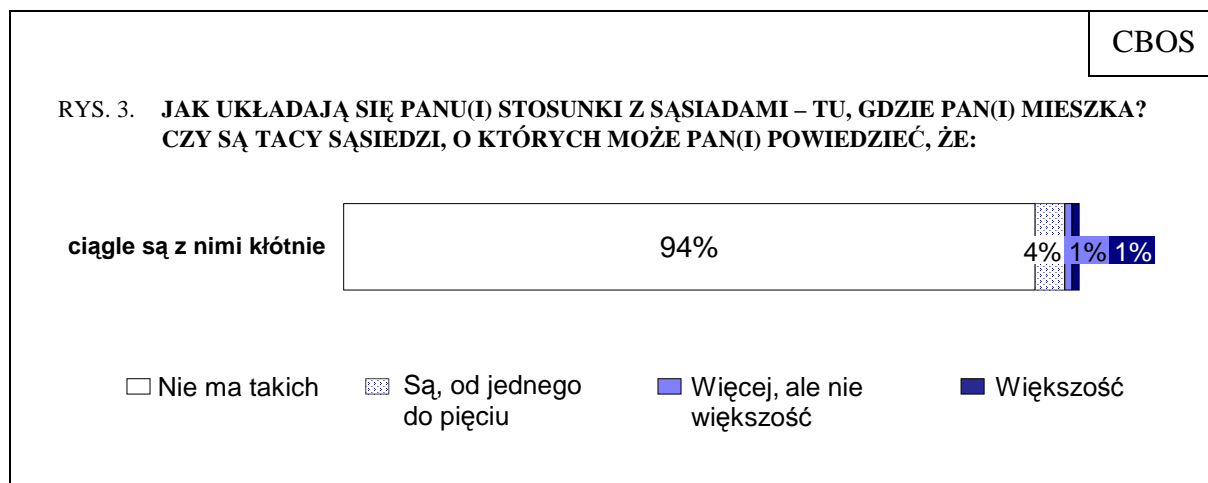 CBOS
RYS. 3. JAK UKŁADAJĄ SIĘ PANU(I) STOSUNKI Z SĄSIADAMI – TU, GDZIE PAN(I) MIESZKA?
CZY SĄ TACY SĄSIEDZI, O KTÓRYCH MOŻE PAN(I) POWIEDZIEĆ, ŻE:
ciągle są z nimi kłótnie 94% 4% 1% 1%
Nie ma takich
Są, od jednego
do pięciu
Więcej, ale nie
większość
Większość